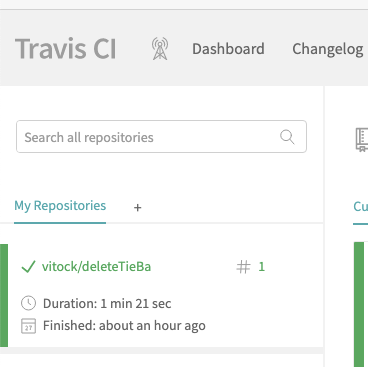 Travis CI
Dashboard
Changelog
Search all repositories
My Repositories +
Cu
vitock/deleteTieBa # 1
Duration: 1 min 21 sec
27
Finished: about an hour ago